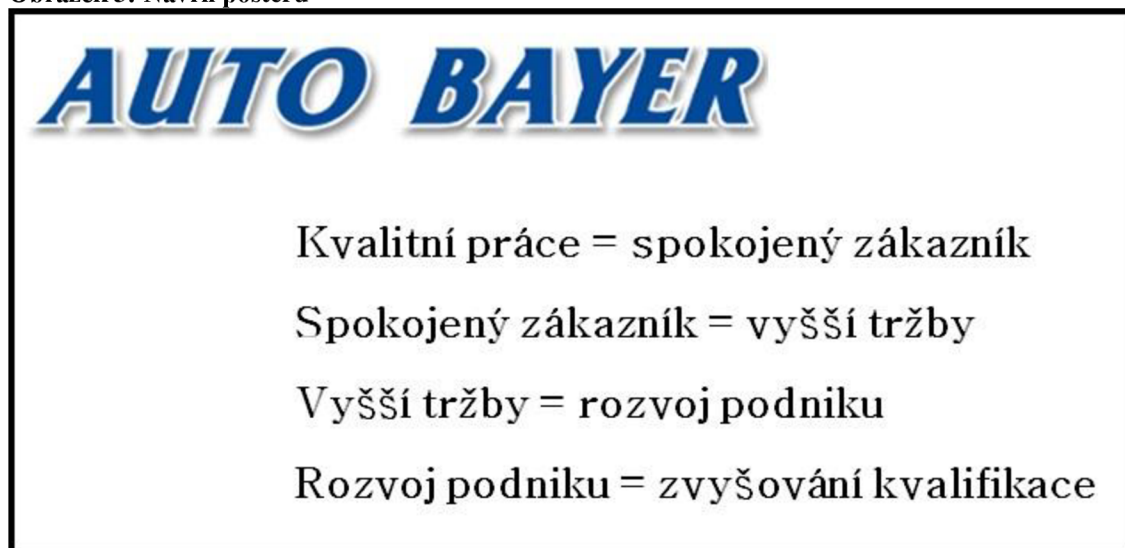 AUTO BAYER
Kvalitní práce = spokojený zákazník
Spokojený zákazník = vyšší tržby
Vyšší tržby = rozvoj podniku
Rozvoj podniku = zvyšování kvalifikace